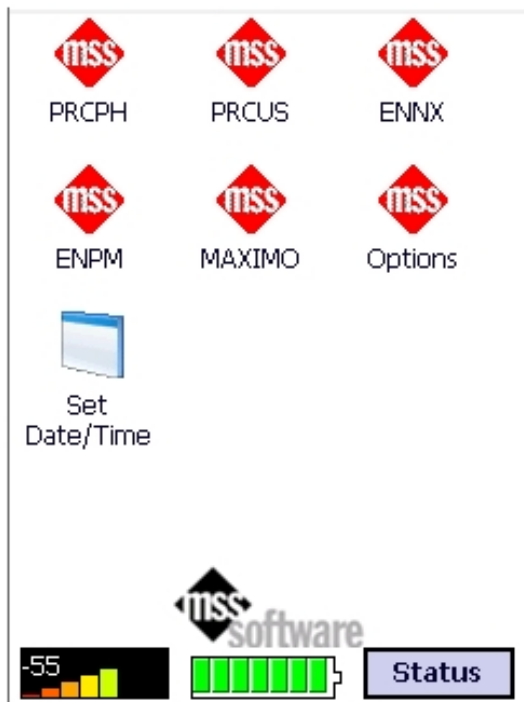 mss mss mss
PRCPH PRCUS ENNX
mss mss mss
ENPM MAXIMO Options
Set
Date/Time
mss
software
-55
Status